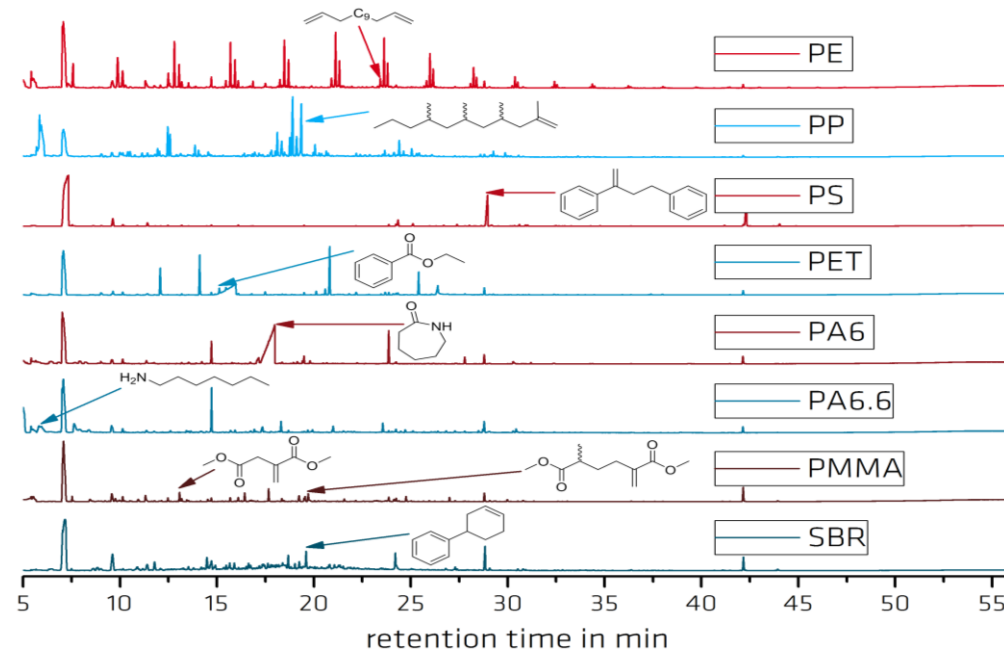 C₉
PE
PP
PS
O
O
PET
O
NH
PA6
H₂N
PA6.6
O
O
O
O
O
O
O
O
PMMA
SBR
5 10 15 20 25 30 35 40 45 50 55
retention time in min